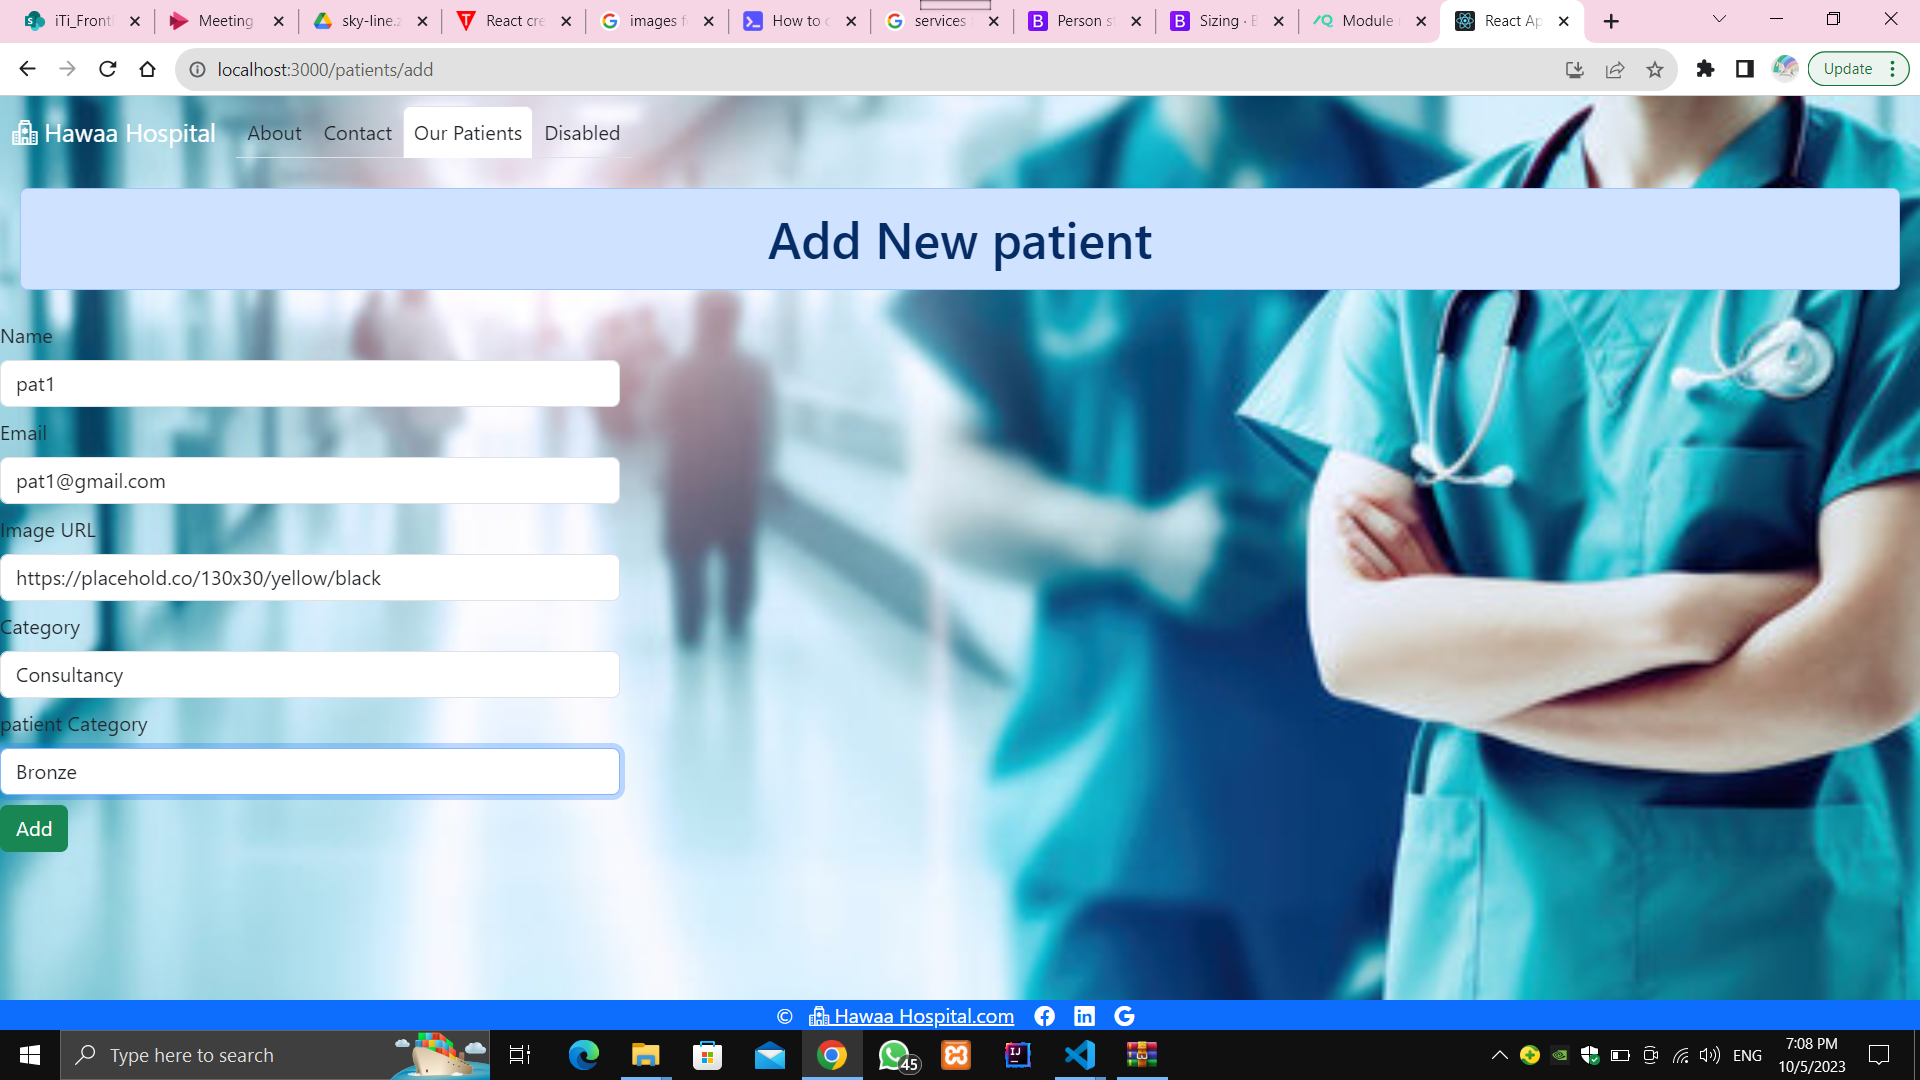 iTi_Front
Meeting
sky-line.z
React cre
images fo
How to c
services
Person st
Sizing · B
Module
React Ap
localhost:3000/patients/add
Update
Hawaa Hospital
About
Contact
Our Patients
Disabled
Add New patient
Name
pat1
Email
pat1@gmail.com
Image URL
https://placehold.co/130x30/yellow/black
Category
Consultancy
patient Category
Bronze
Add
© Hawaa Hospital.com
Type here to search
45
ENG
7:08 PM
10/5/2023